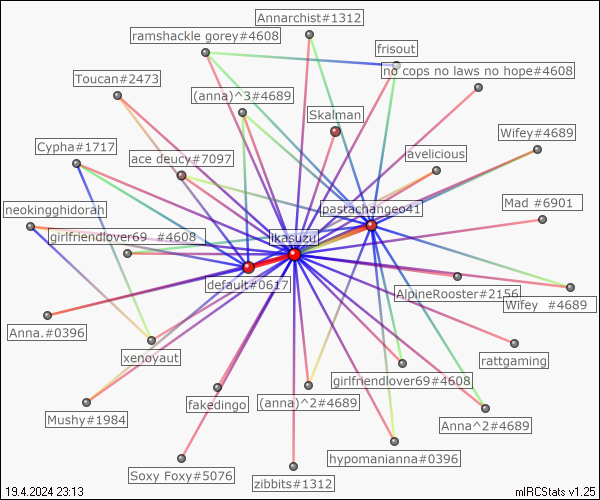 Annarchist#1312
ramshackle gorey#4608
frisout
no cops no laws no hope#4608
Toucan#2473
(anna)^3#4689
Skalman
Wifey#4689
Cypha#1717
ace deucy#7097
avelicious
neokingghidorah
pastachangeo41
Mad #6901
girlfriendlover69 #4608
ikasuzu
default#0617
AlpineRooster#2156
Wifey #4689
Anna.#0396
xenoyaut
rattgaming
girlfriendlover69#4608
Mushy#1984
fakedingo
(anna)^2#4689
Anna^2#4689
hypomanianna#0396
Soxy Foxy#5076
zibbits#1312
19.4.2024 23:13
mIRCStats v1.25